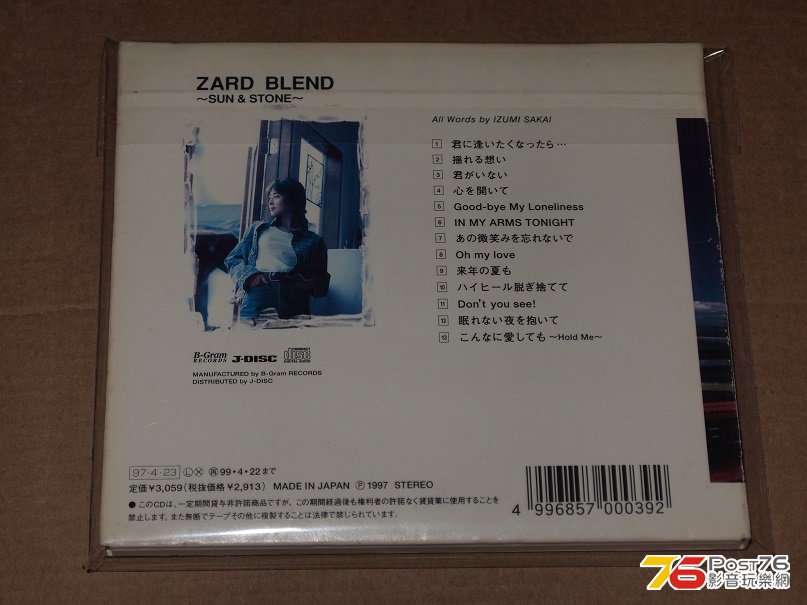 ZARD BLEND
〜SUN & STONE〜
All Words by IZUMI SAKAI
1 君に逢いたくなったら…
2 揺れる想い
3 君がいない
4 心を開いて
5 Good-bye My Loneliness
6 IN MY ARMS TONIGHT
7 あの微笑みを忘れないで
8 Oh my love
9 来年の夏も
10 ハイヒール脱ぎ捨てて
11 Don't you see!
12 眠れない夜を抱いて
13 こんなに愛しても〜Hold Me〜
B-Gram RECORDS J-DISC COMPACT disc DIGITAL AUDIO
MANUFACTURED by B-Gram RECORDS
DISTRIBUTED by J-DISC
97・4・23 Ⓛ Ⓧ 再 99・4・22まで
定価¥3,059(税抜価格¥2,913) MADE IN JAPAN Ⓟ1997 STEREO
●このCDは、一定期間貸与非許諾商品ですが、この期間経過後も権利者の許諾なく賃貸業に使用することを
禁止します。また無断でテープその他に複製することは法律で禁じられています。
4 996857 000392
76 POST76
影音玩樂網